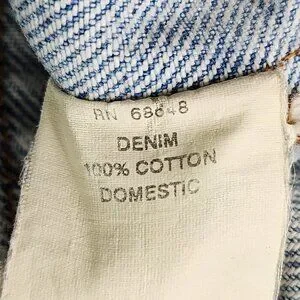 RN 68648
DENIM
100% COTTON
DOMESTIC